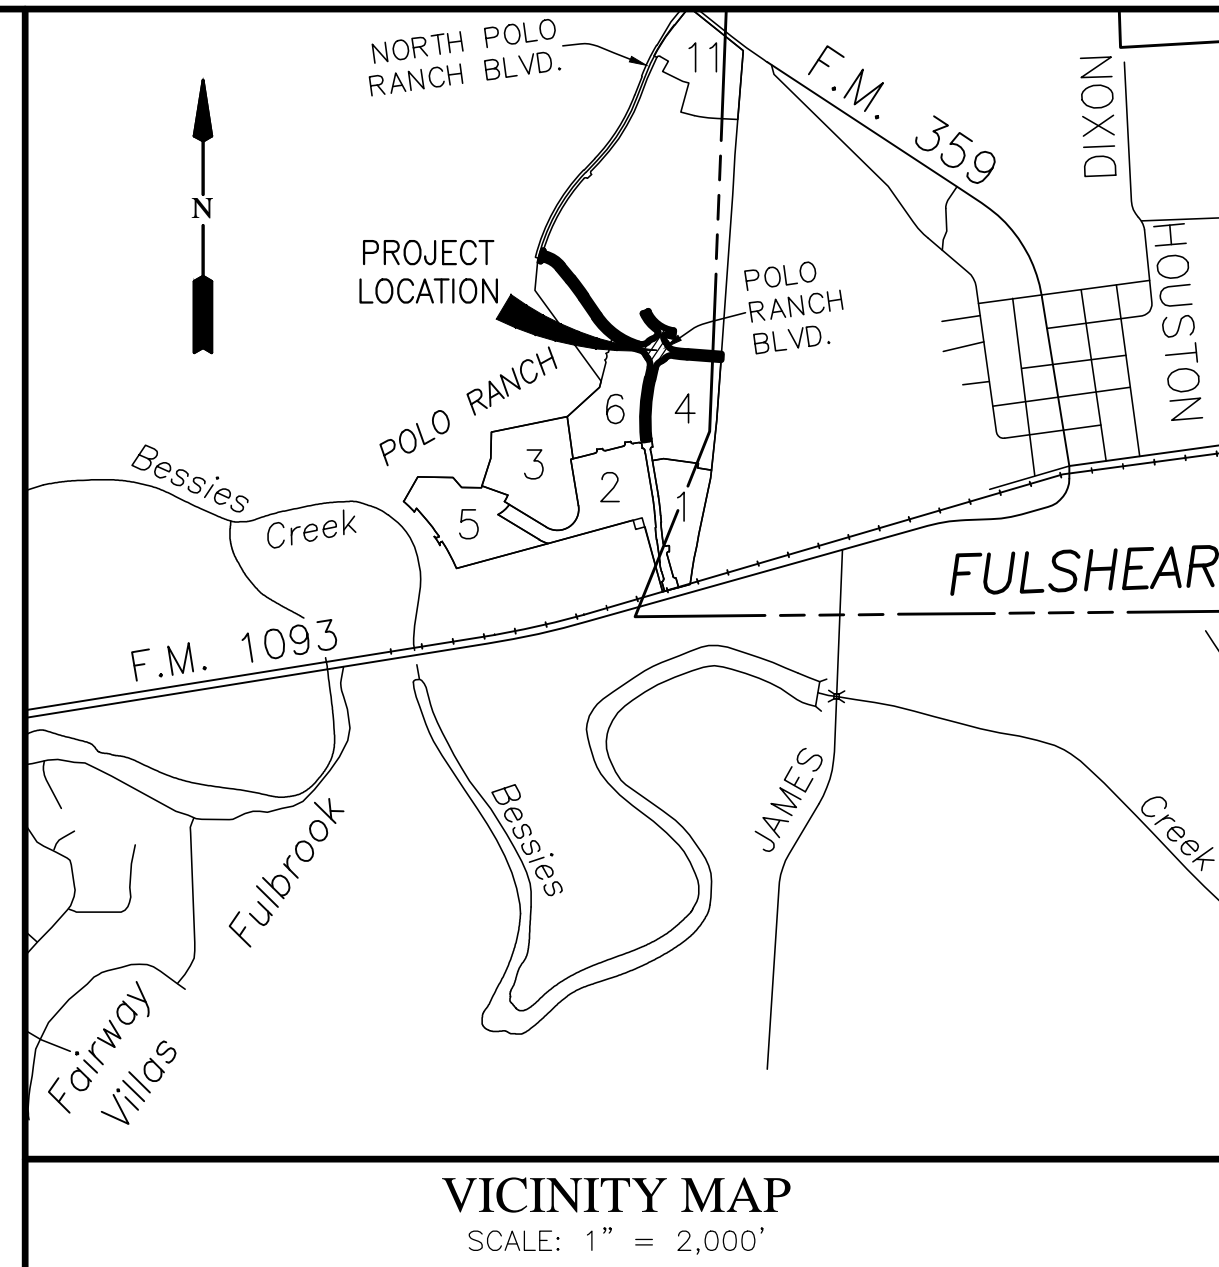 NORTH POLO
RANCH BLVD.
11
F.M. 359
DIXON
N
HOUSTON
PROJECT
LOCATION
POLO
RANCH
BLVD.
POLO RANCH
6
4
3
2
1
5
Bessies
Creek
FULSHEAR
F.M. 1093
JAMES
Bessies
Creek
Fulbrook
Fairway
Villas
VICINITY MAP
SCALE: 1" = 2,000'